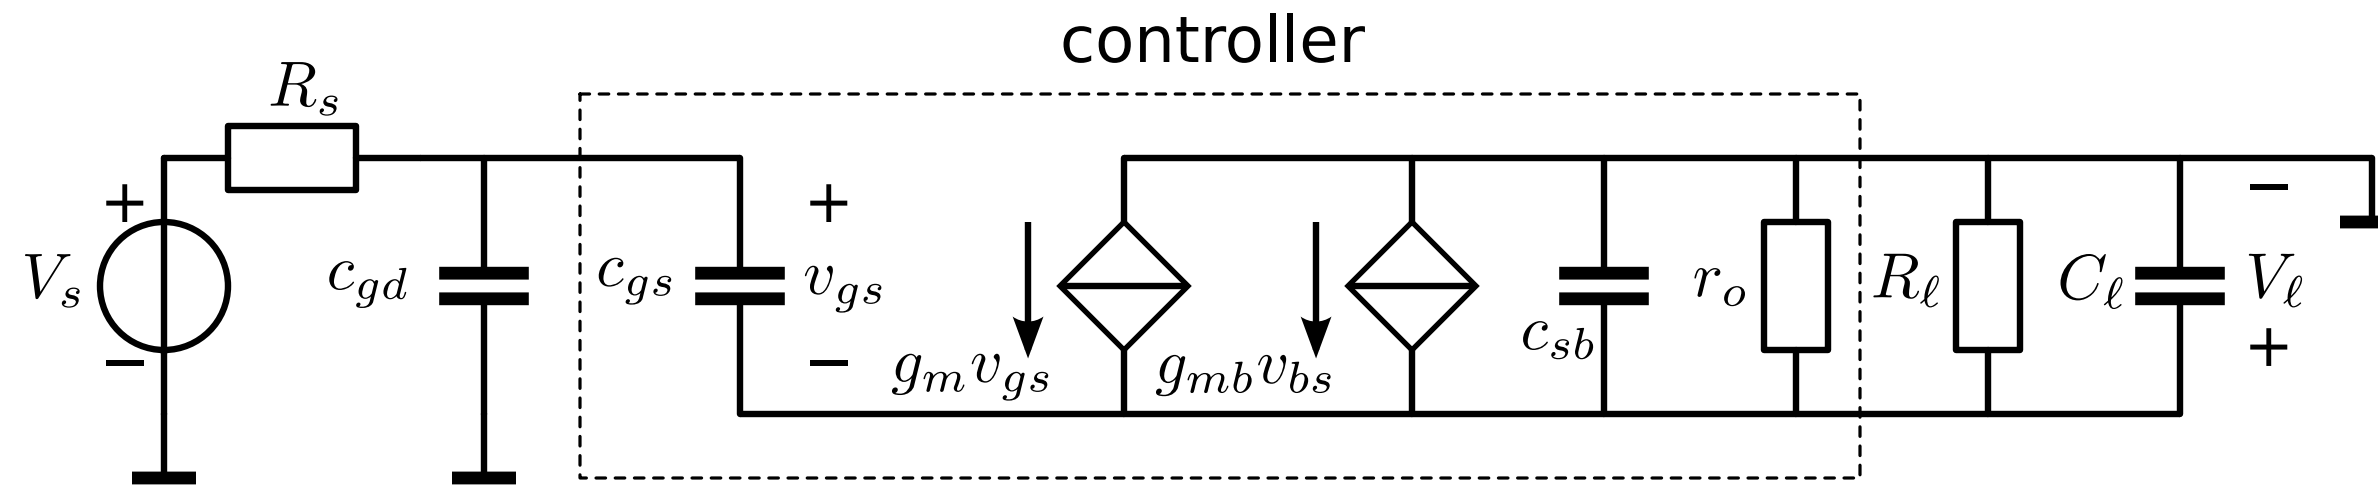 controller
R_s
+
+
−
V_s
c_gd
c_gs
v_gs
r_o
R_ℓ
C_ℓ
V_ℓ
c_sb
−
−
g_m v_gs
g_mb v_bs
+